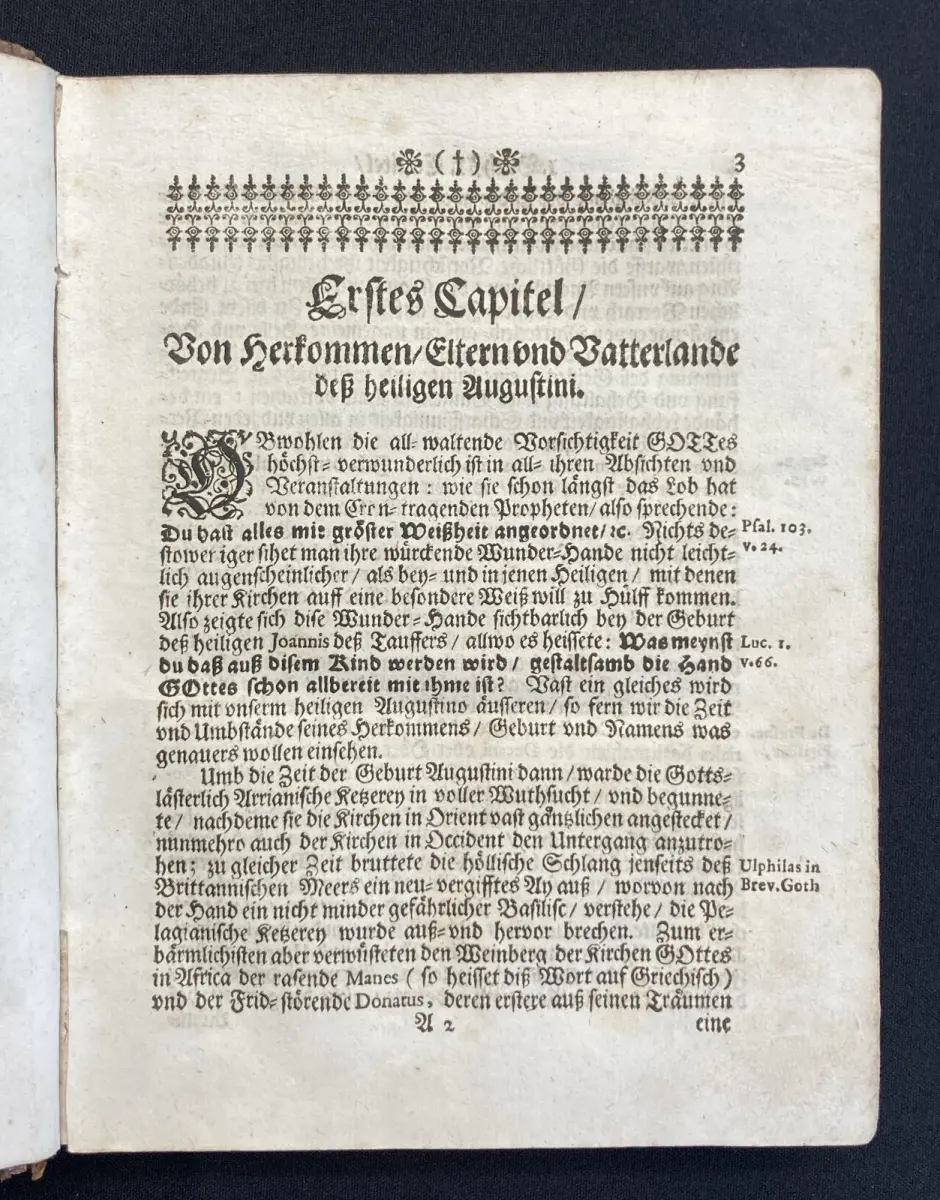 (†) 3
Erstes Capitel/
Von Herkommen/Eltern vnd Vatterlande
deß heiligen Augustini.
OBwohlen die all-waltende Vorsichtigkeit GOTTes
höchst-verwunderlich ist in all-ihren Absichten vnd
Veranstaltungen: wie sie schon längst das Lob hat
von dem Cron-tragenden Propheten/ also sprechende:
Du hast alles mit gröster Weißheit angeordnet/ ꝛc. Nichts de- Psal. 103.
stoweniger sihet man ihre würckende Wunder-Hande nicht leicht- v. 24.
lich augenscheinlicher/ als bey- und in jenen Heiligen/ mit denen
sie ihrer Kirchen auff eine besondere Weiß will zu Hülff kommen.
Also zeigte sich dise Wunder-Hande sichtbarlich bey der Geburt
deß heiligen Joannis deß Tauffers/ allwo es heissete: Was meynst Luc. 1.
du daß auß disem Kind werden wird/ gestaltsamb die Hand v. 66.
GOttes schon allbereit mit ihme ist? Vast ein gleiches wird
sich mit vnserm heiligen Augustino äusseren/ so fern wir die Zeit
vnd Umbstände seines Herkommens/ Geburt vnd Namens was
genauers wollen einsehen.
Umb die Zeit der Geburt Augustini dann/ warde die Gotts-
lästerlich Arrianische Ketzerey in voller Wuthsucht/ vnd begunne-
te/ nachdeme sie die Kirchen in Orient vast gäntzlichen angestecket/
nunmehro auch der Kirchen in Occident den Untergang anzutro-
hen; zu gleicher Zeit bruttete die höllische Schlang jenseits deß Ulphilas in
Brittannischen Meers ein neu-vergifftes Ay auß/ worvon nach Brev. Goth
der Hand ein nicht minder gefährlicher Basilisc/ verstehe/ die Pe-
lagianische Ketzerey wurde auß- vnd hervor brechen. Zum er-
bärmlichisten aber verwüsteten den Weinberg der Kirchen GOttes
in Africa der rasende Manes (so heisset diß Wort auf Griechisch)
vnd der Frid-störende Donatus, deren erstere auß seinen Träumen
A 2 eine